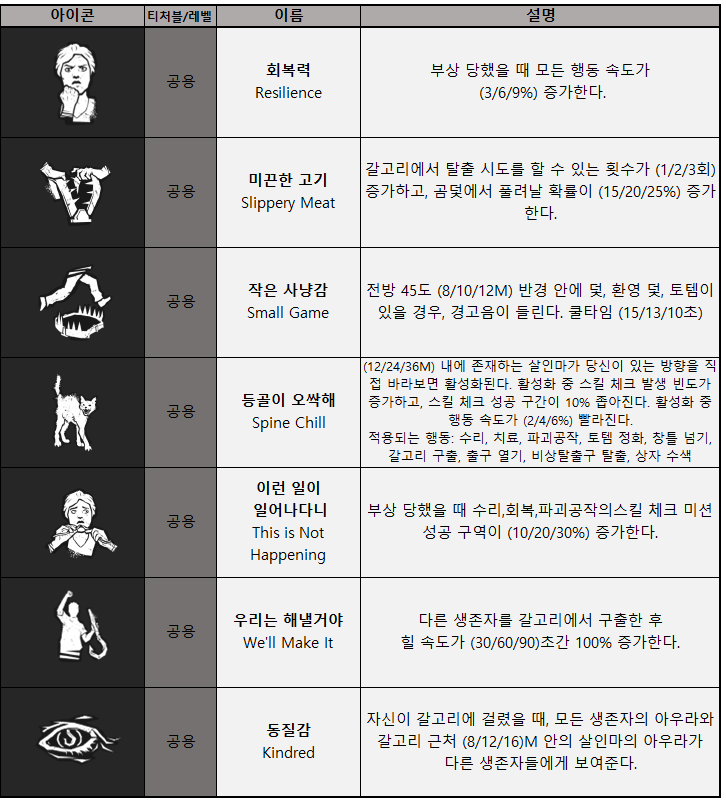 아이콘 티처블/레벨 이름 설명
공용
회복력
Resilience
부상 당했을 때 모든 행동 속도가
(3/6/9%) 증가한다.
공용
미끈한 고기
Slippery Meat
갈고리에서 탈출 시도를 할 수 있는 횟수가 (1/2/3회)
증가하고, 곰덫에서 풀려날 확률이 (15/20/25%) 증가
한다.
공용
작은 사냥감
Small Game
전방 45도 (8/10/12M) 반경 안에 덫, 환영 덫, 토템이
있을 경우, 경고음이 들린다. 쿨타임 (15/13/10초)
공용
등골이 오싹해
Spine Chill
(12/24/36M) 내에 존재하는 살인마가 당신이 있는 방향을 직
접 바라보면 활성화된다. 활성화 중 스킬 체크 발생 빈도가
증가하고, 스킬 체크 성공 구간이 10% 좁아진다. 활성화 중
행동 속도가 (2/4/6%) 빨라진다.
적용되는 행동: 수리, 치료, 파괴공작, 토템 정화, 창틀 넘기,
갈고리 구출, 출구 열기, 비상탈출구 탈출, 상자 수색
공용
이런 일이
일어나다니
This is Not
Happening
부상 당했을 때 수리,회복,파괴공작의스킬 체크 미션
성공 구역이 (10/20/30%) 증가한다.
공용
우리는 해낼거야
We'll Make It
다른 생존자를 갈고리에서 구출한 후
힐 속도가 (30/60/90)초간 100% 증가한다.
공용
동질감
Kindred
자신이 갈고리에 걸렸을 때, 모든 생존자의 아우라와
갈고리 근처 (8/12/16)M 안의 살인마의 아우라가
다른 생존자들에게 보여준다.